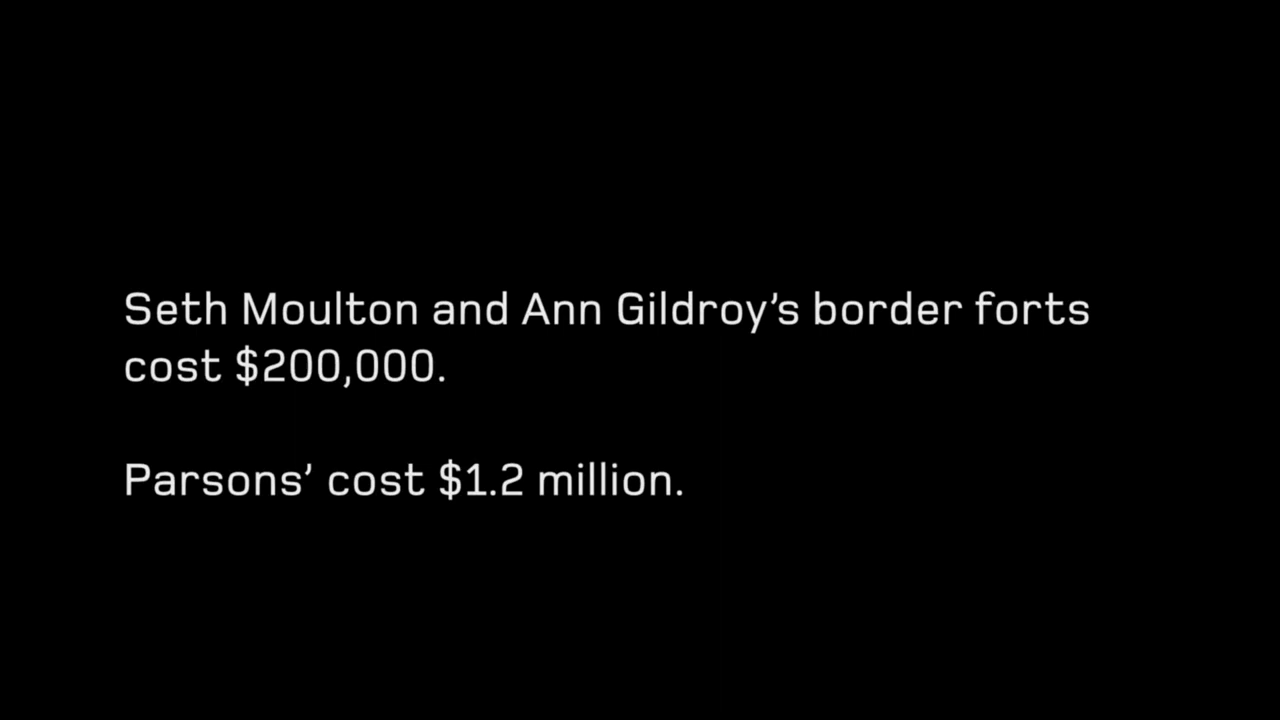 Seth Moulton and Ann Gildroy’s border forts
cost $200,000.
Parsons’ cost $1.2 million.